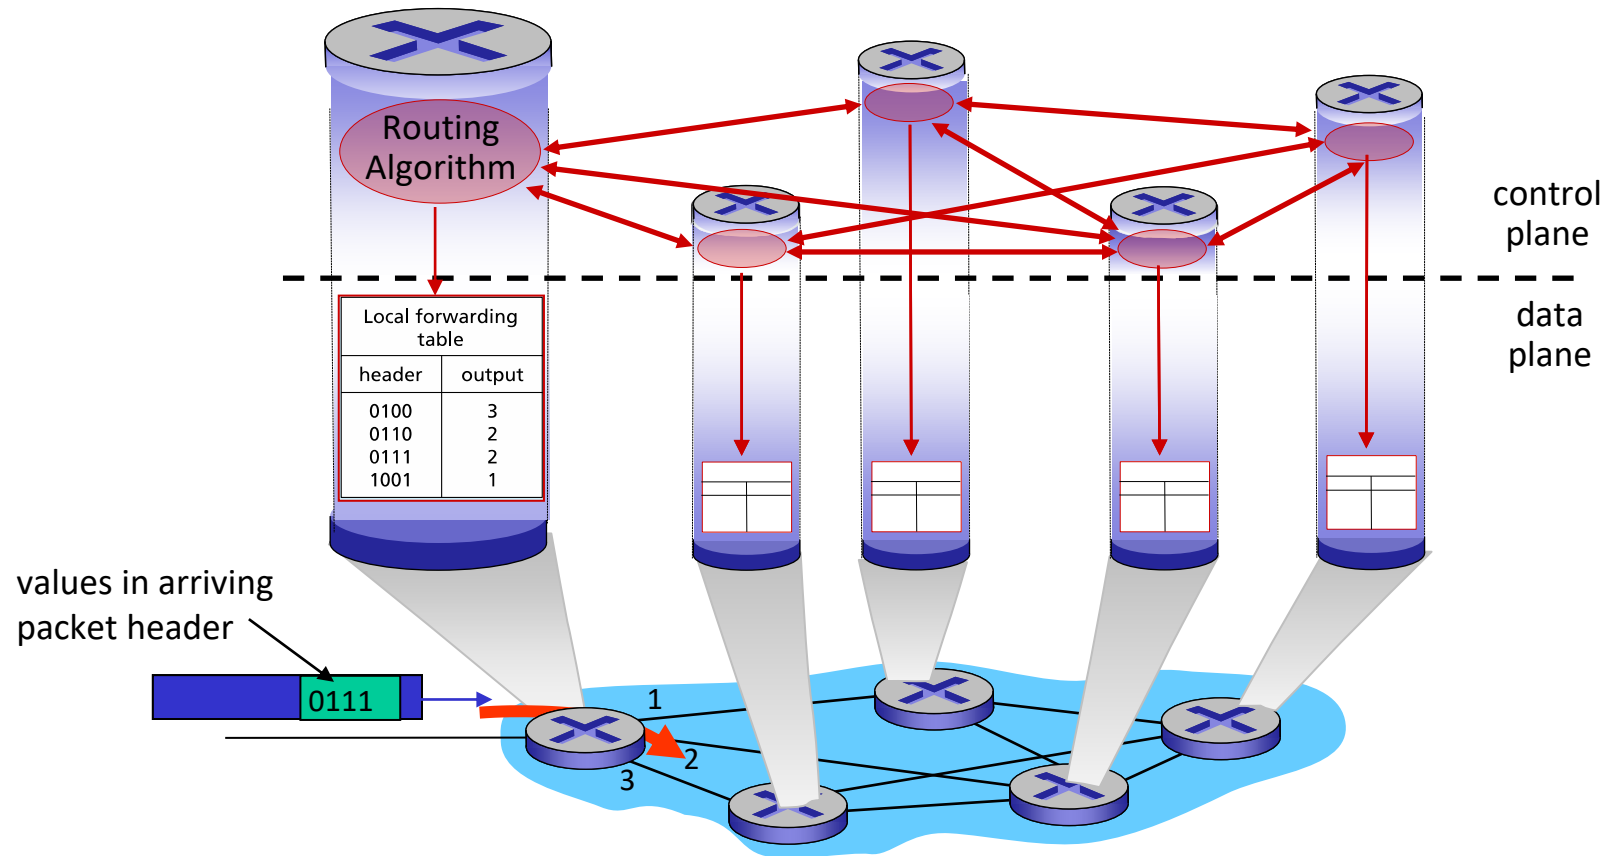 Routing
Algorithm
control
plane
data
plane
Local forwarding
table
header output
0100 3
0110 2
0111 2
1001 1
values in arriving
packet header
0111
1
2
3